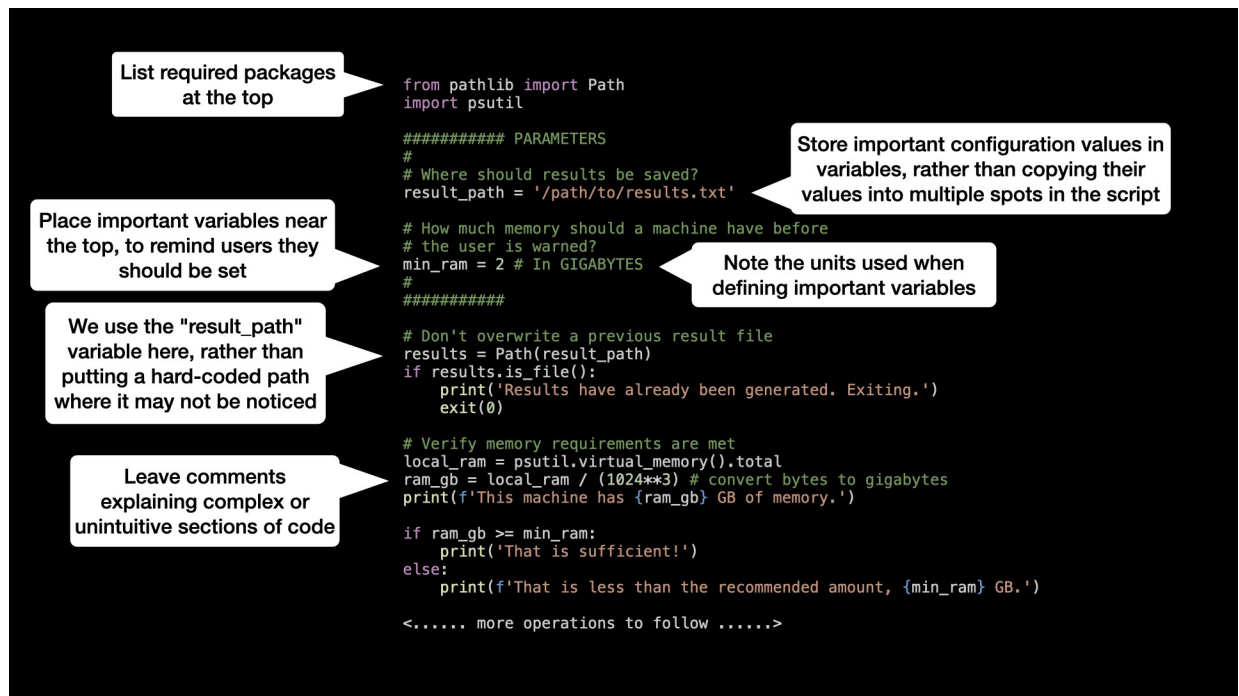 List required packages
at the top
from pathlib import Path
import psutil
########### PARAMETERS
#
# Where should results be saved?
result_path = '/path/to/results.txt'
Store important configuration values in
variables, rather than copying their
values into multiple spots in the script
Place important variables near
the top, to remind users they
should be set
# How much memory should a machine have before
# the user is warned?
min_ram = 2 # In GIGABYTES
#
###########
Note the units used when
defining important variables
We use the "result_path"
variable here, rather than
putting a hard-coded path
where it may not be noticed
# Don't overwrite a previous result file
results = Path(result_path)
if results.is_file():
    print('Results have already been generated. Exiting.')
    exit(0)
Leave comments
explaining complex or
unintuitive sections of code
# Verify memory requirements are met
local_ram = psutil.virtual_memory().total
ram_gb = local_ram / (1024**3) # convert bytes to gigabytes
print(f'This machine has {ram_gb} GB of memory.')
if ram_gb >= min_ram:
    print('That is sufficient!')
else:
    print(f'That is less than the recommended amount, {min_ram} GB.')
<...... more operations to follow ......>